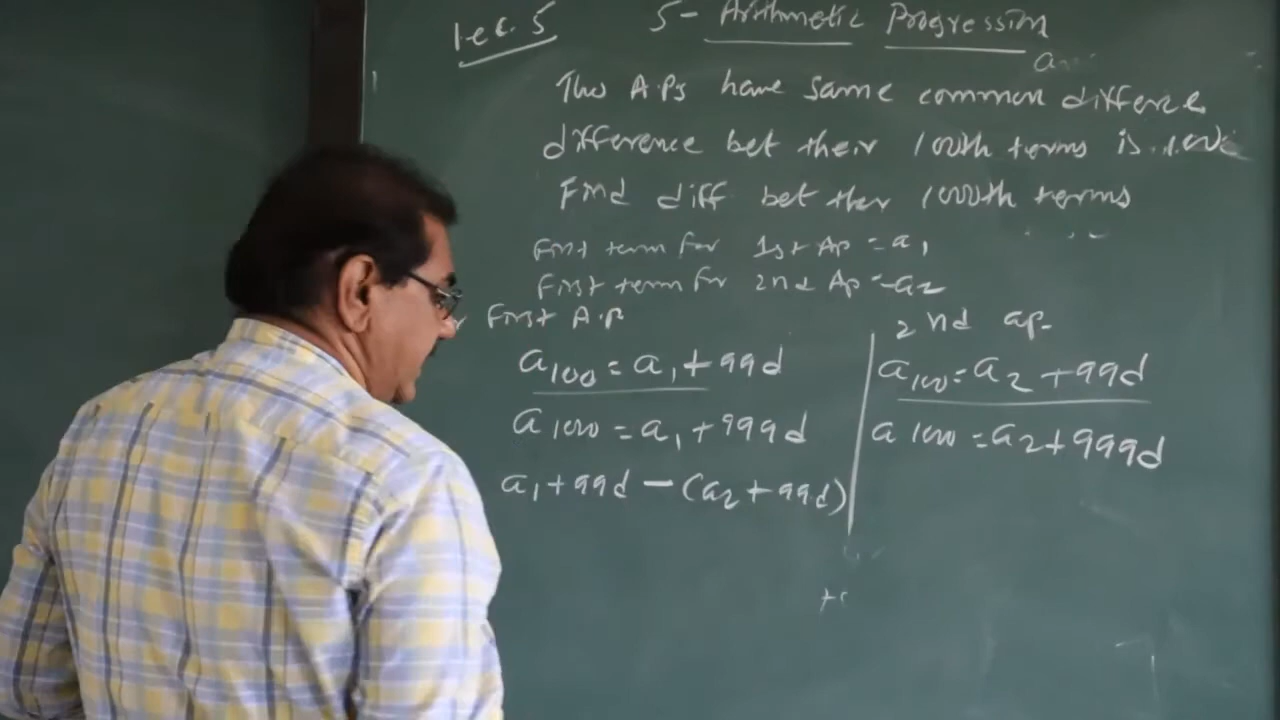 Lec. 5
5- Arithmetic Progression
a
Two A.Ps have same common differece
difference bet their 100th terms is
Find diff bet ther 1000th terms
First term for 1st Ap = a₁
First term for 2nd Ap = a₂
First A.P
2nd ap.
a₁₀₀ = a₁ + 99d
a₁₀₀ = a₂ + 99d
a₁₀₀₀ = a₁ + 999d
a₁₀₀₀ = a₂ + 999d
a₁ + 99d - (a₂ + 99d)